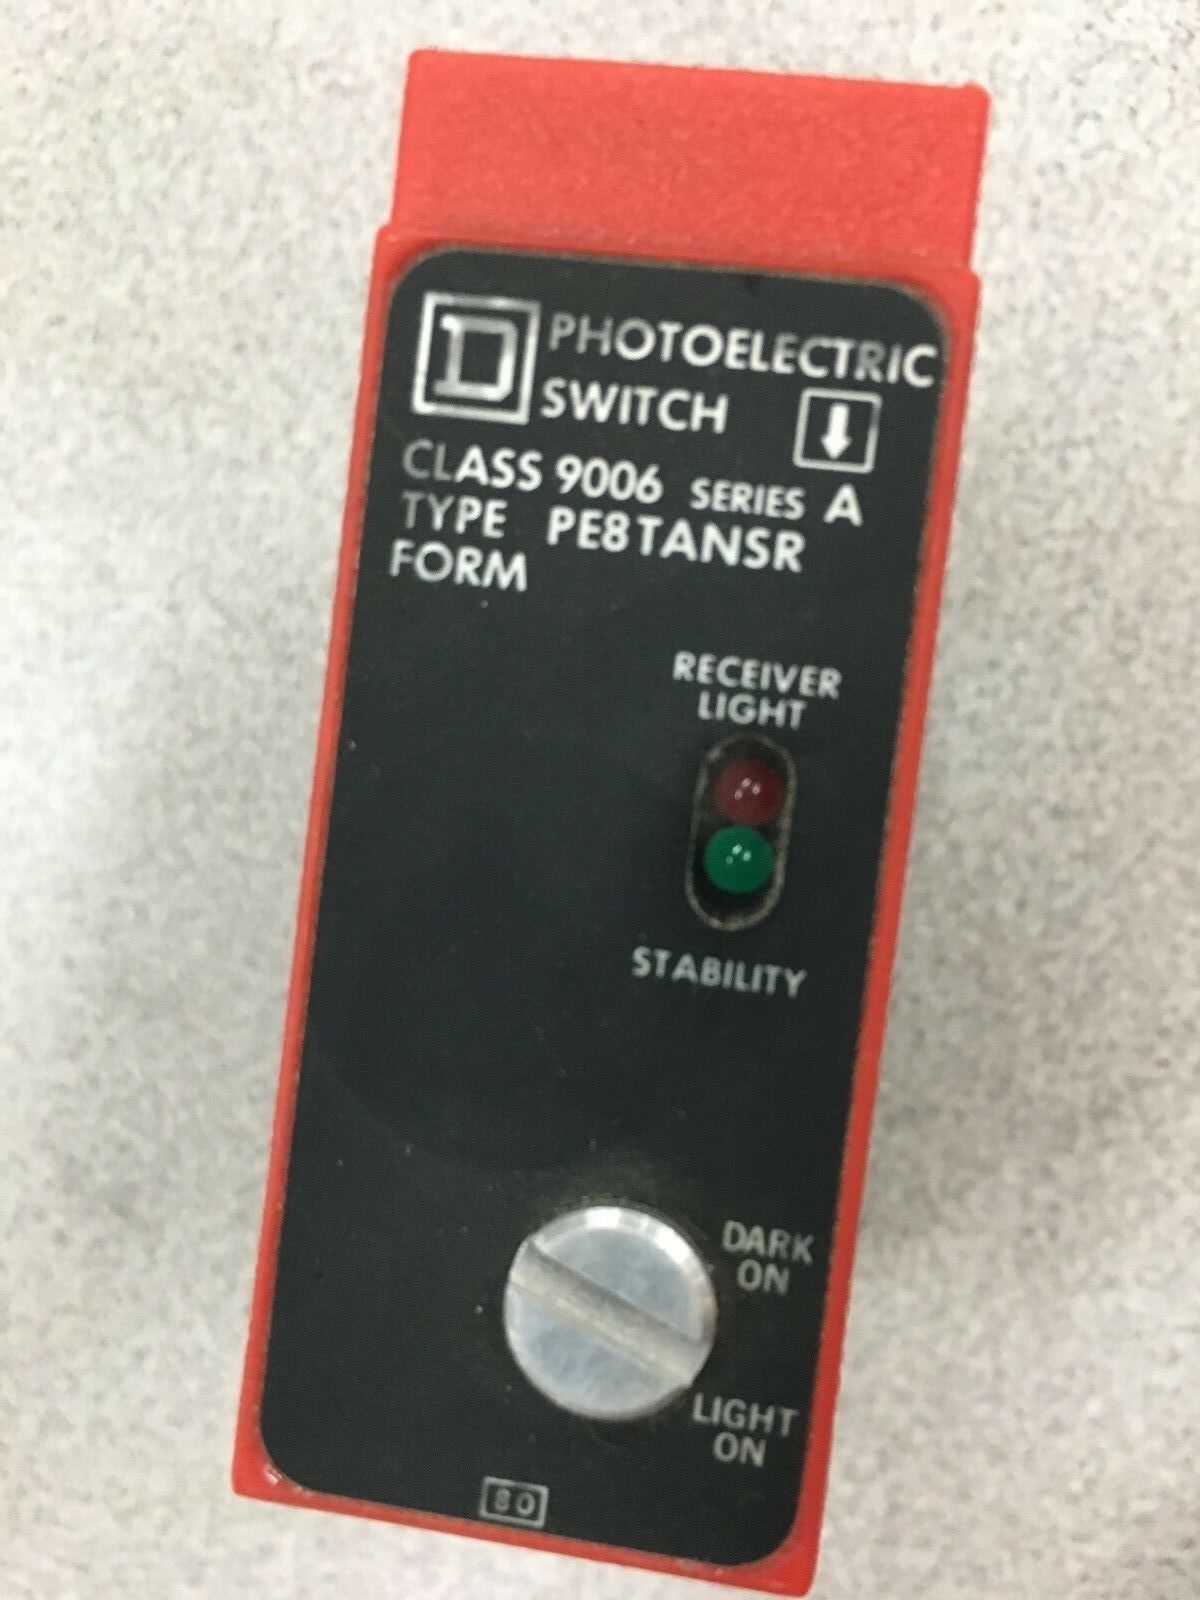 D PHOTOELECTRIC
SWITCH
CLASS 9006 SERIES A
TYPE PE8TANSR
FORM
RECEIVER
LIGHT
STABILITY
DARK
ON
LIGHT
ON
80